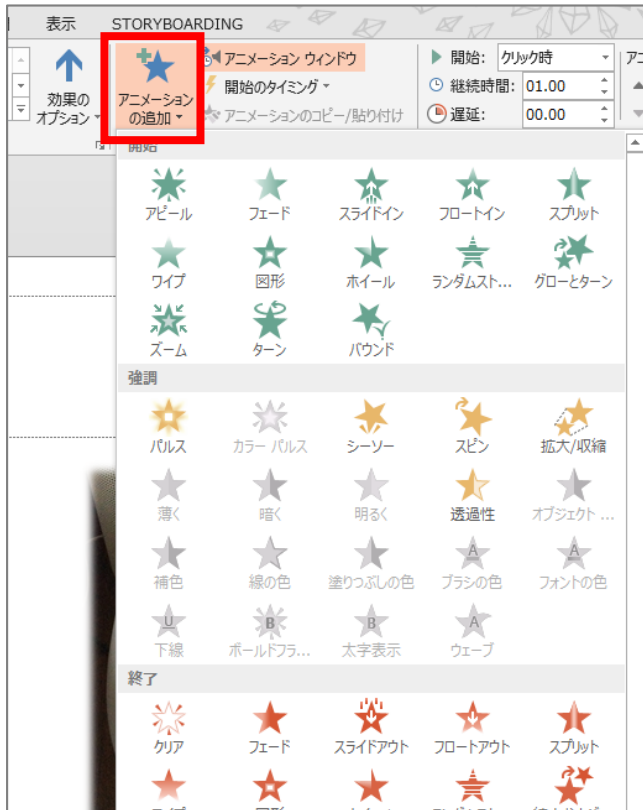 表示 STORYBOARDING
効果の
オプション
アニメーション
の追加
アニメーション ウィンドウ
開始のタイミング
アニメーションのコピー/貼り付け
開始: クリック時
継続時間: 01.00
遅延: 00.00
開始
アピール フェード スライドイン フロートイン スプリット
ワイプ 図形 ホイール ランダムスト... グローとターン
ズーム ターン バウンド
強調
パルス カラー パルス シーソー スピン 拡大/収縮
薄く 暗く 明るく 透過性 オブジェクト ...
補色 線の色 塗りつぶしの色 ブラシの色 フォントの色
下線 ボールドフラ... 太字表示 ウェーブ
終了
クリア フェード スライドアウト フロートアウト スプリット